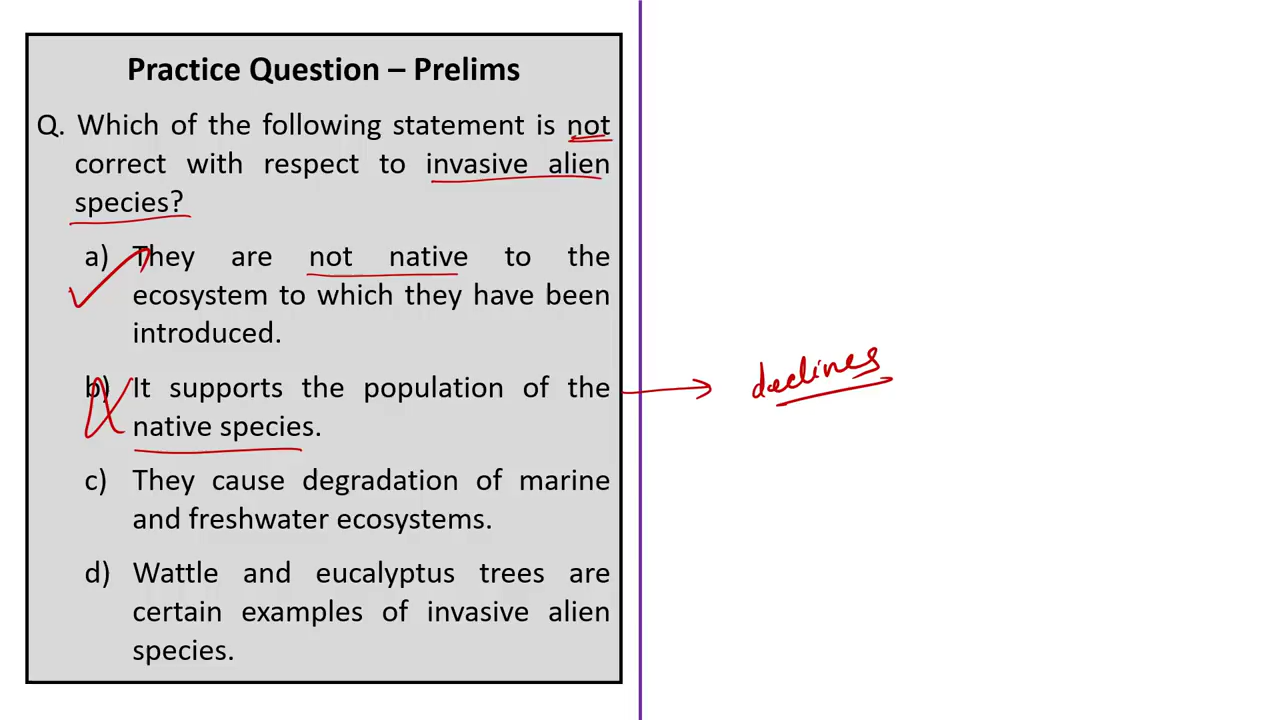 Practice Question – Prelims
Q. Which of the following statement is not
correct with respect to invasive alien
species?
a) They are not native to the
ecosystem to which they have been
introduced.
b) It supports the population of the
native species.
declines
c) They cause degradation of marine
and freshwater ecosystems.
d) Wattle and eucalyptus trees are
certain examples of invasive alien
species.